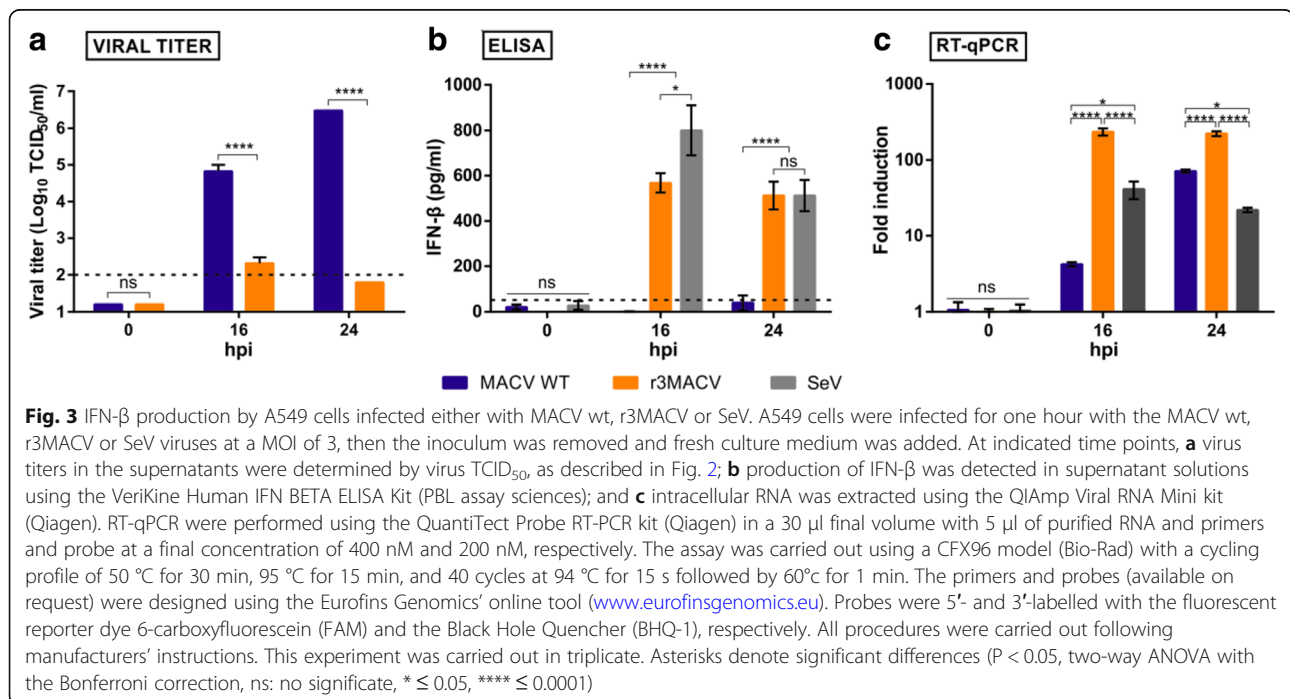 a VIRAL TITER
Viral titer (Log10 TCID50/ml)
7
6
5
4
3
2
1
ns
****
****
0 16 24
hpi
b ELISA
IFN-β (pg/ml)
1000
800
600
400
200
0
ns
****
*
****
ns
0 16 24
hpi
c RT-qPCR
Fold induction
1000
100
10
1
ns
*
**** ****
*
**** ****
0 16 24
hpi
MACV WT r3MACV SeV
Fig. 3 IFN-β production by A549 cells infected either with MACV wt, r3MACV or SeV. A549 cells were infected for one hour with the MACV wt,
r3MACV or SeV viruses at a MOI of 3, then the inoculum was removed and fresh culture medium was added. At indicated time points, a virus
titers in the supernatants were determined by virus TCID50, as described in Fig. 2; b production of IFN-β was detected in supernatant solutions
using the VeriKine Human IFN BETA ELISA Kit (PBL assay sciences); and c intracellular RNA was extracted using the QIAmp Viral RNA Mini kit
(Qiagen). RT-qPCR were performed using the QuantiTect Probe RT-PCR kit (Qiagen) in a 30 μl final volume with 5 μl of purified RNA and primers
and probe at a final concentration of 400 nM and 200 nM, respectively. The assay was carried out using a CFX96 model (Bio-Rad) with a cycling
profile of 50 °C for 30 min, 95 °C for 15 min, and 40 cycles at 94 °C for 15 s followed by 60°c for 1 min. The primers and probes (available on
request) were designed using the Eurofins Genomics' online tool (www.eurofinsgenomics.eu). Probes were 5′- and 3′-labelled with the fluorescent
reporter dye 6-carboxyfluorescein (FAM) and the Black Hole Quencher (BHQ-1), respectively. All procedures were carried out following
manufacturers' instructions. This experiment was carried out in triplicate. Asterisks denote significant differences (P < 0.05, two-way ANOVA with
the Bonferroni correction, ns: no significate, * ≤ 0.05, **** ≤ 0.0001)